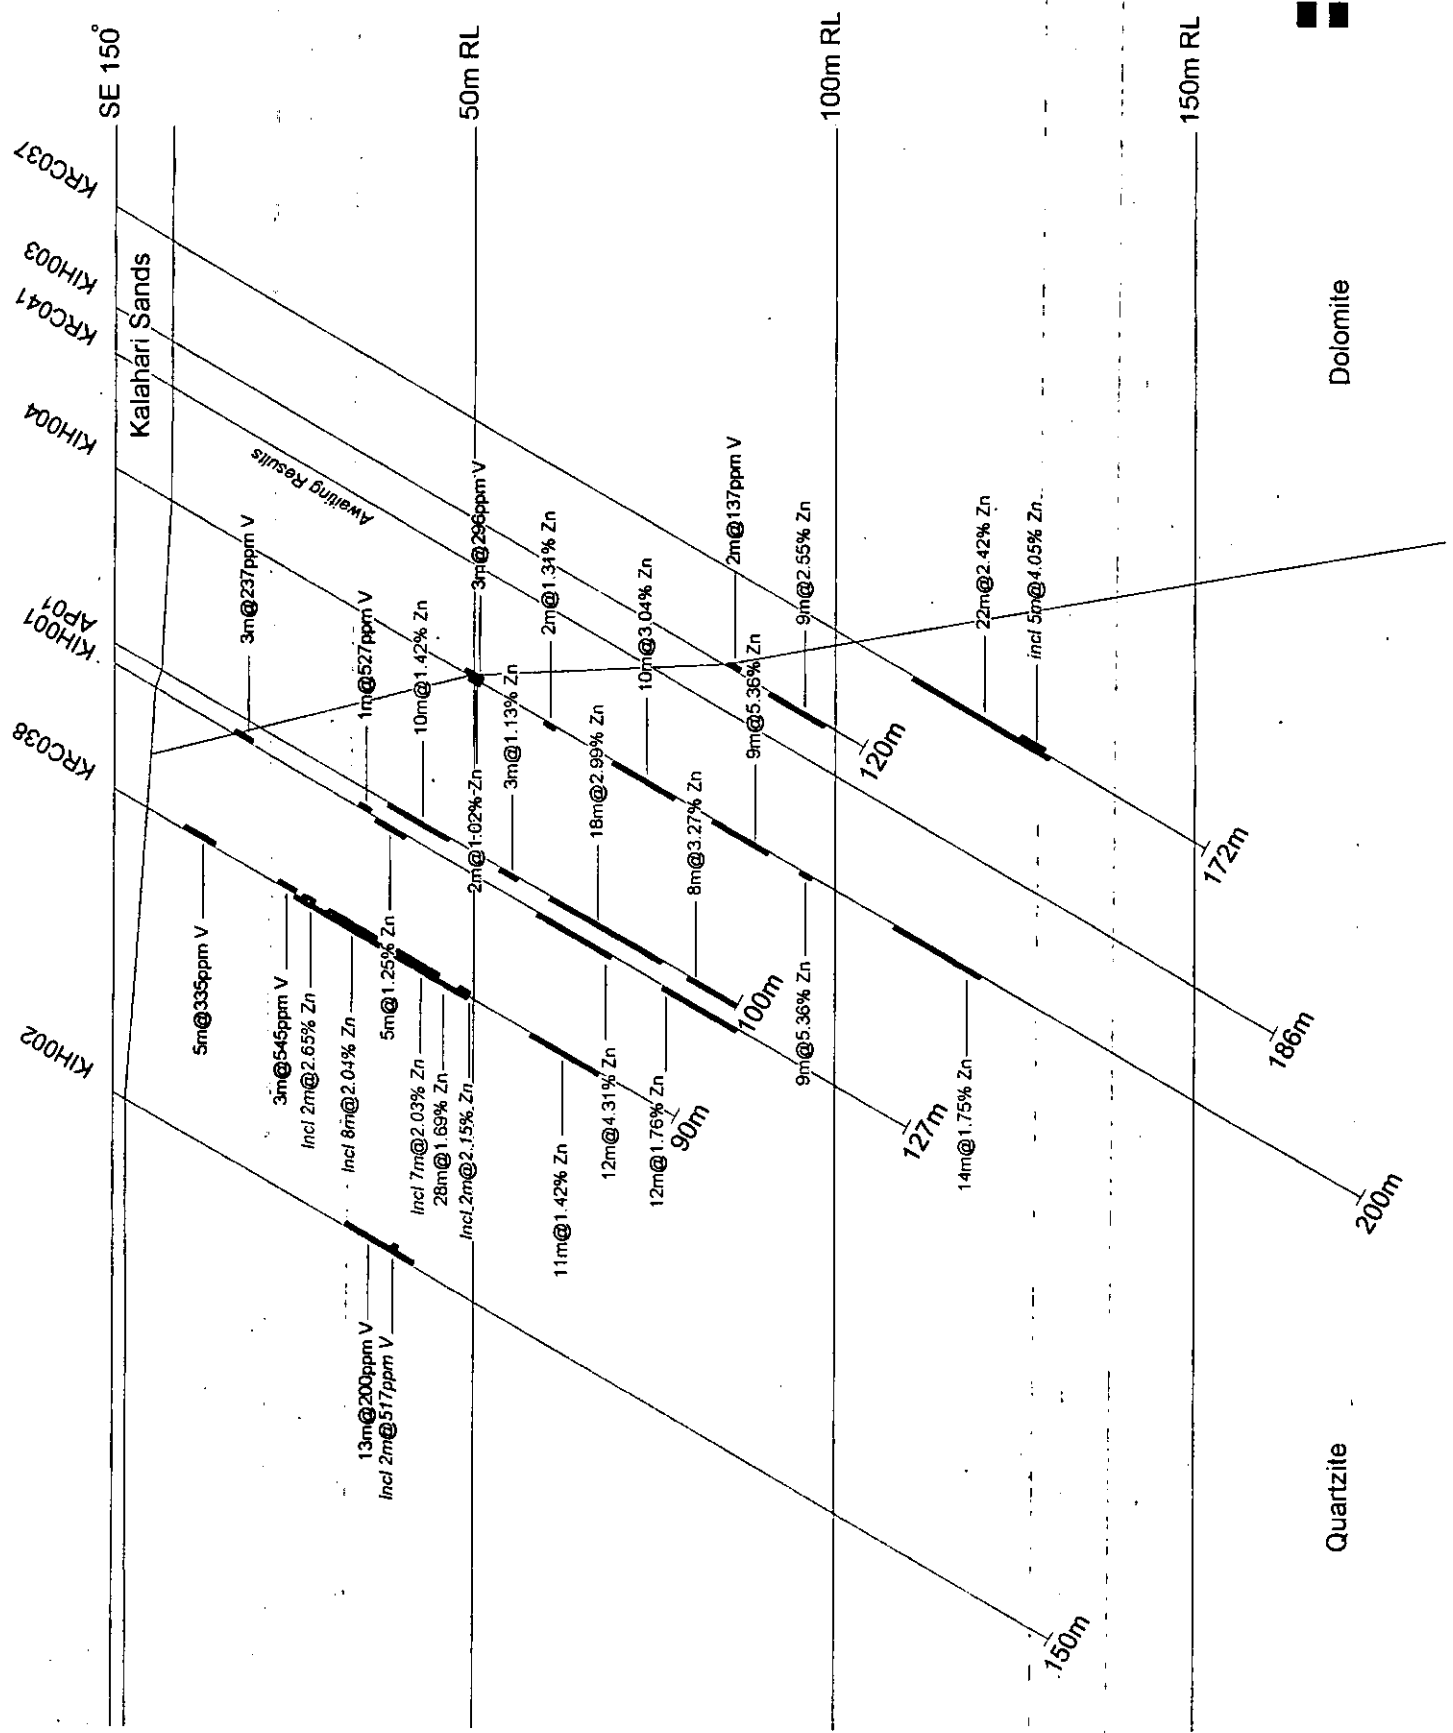 SE 150°
50m RL
100m RL
150m RL
KRC037
KIH003
KRC041
KIH004
AP01
KIH001
KRC038
KIH002
Kalahari Sands
Awaiting Results
3m@237ppm V
1m@527ppm V
10m@1.42% Zn
3m@296ppm V
2m@1.31% Zn
3m@1.13% Zn
10m@3.04% Zn
2m@137ppm V
9m@2.55% Zn
9m@5.36% Zn
22m@2.42% Zn
incl 5m@4.05% Zn
2m@1.02% Zn
18m@2.99% Zn
8m@3.27% Zn
5m@335ppm V
3m@545ppm V
Incl 2m@2.65% Zn
Incl 8m@2.04% Zn
5m@1.25% Zn
Incl 7m@2.03% Zn
28m@1.69% Zn
Incl 2m@2.15% Zn
11m@1.42% Zn
12m@4.31% Zn
12m@1.76% Zn
9m@5.36% Zn
14m@1.75% Zn
13m@200ppm V
Incl 2m@517ppm V
120m
172m
100m
186m
90m
127m
200m
150m
Dolomite
Quartzite